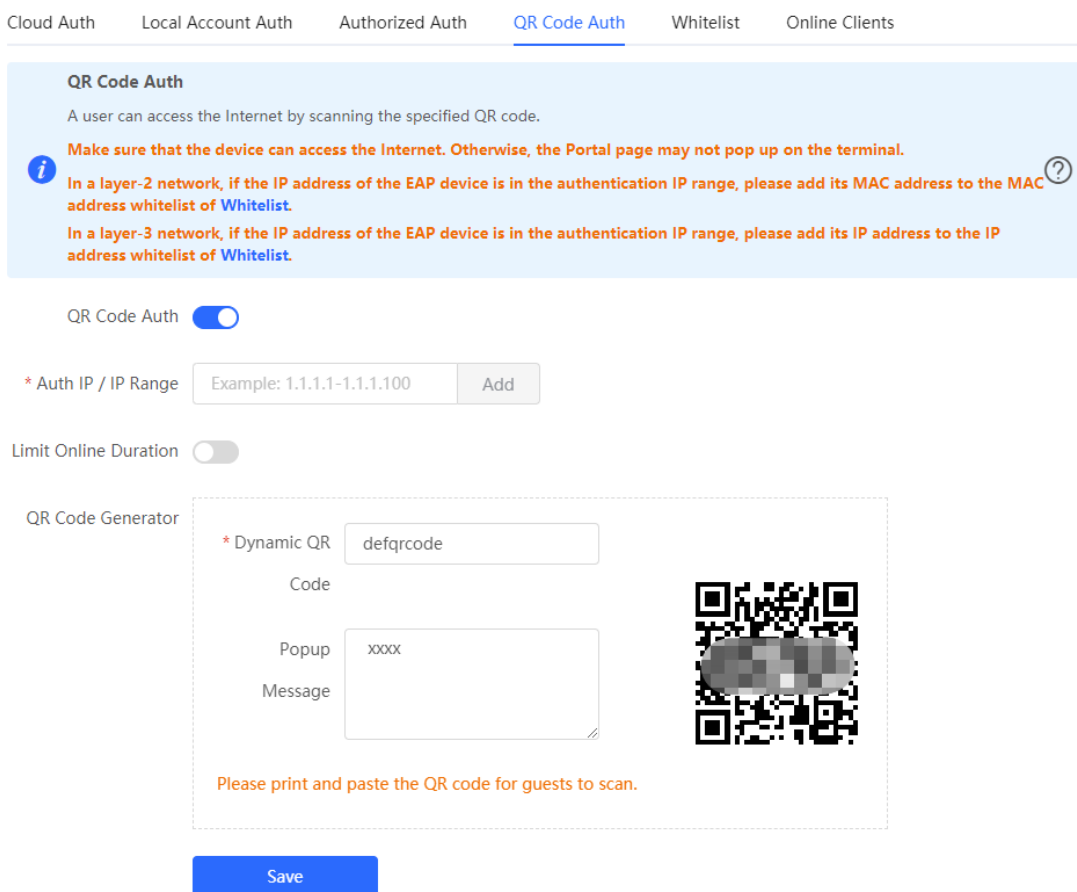 Cloud Auth Local Account Auth Authorized Auth QR Code Auth Whitelist Online Clients
QR Code Auth
A user can access the Internet by scanning the specified QR code.
Make sure that the device can access the Internet. Otherwise, the Portal page may not pop up on the terminal.
In a layer-2 network, if the IP address of the EAP device is in the authentication IP range, please add its MAC address to the MAC
address whitelist of Whitelist.
In a layer-3 network, if the IP address of the EAP device is in the authentication IP range, please add its IP address to the IP
address whitelist of Whitelist.
QR Code Auth
* Auth IP / IP Range Example: 1.1.1.1-1.1.1.100 Add
Limit Online Duration
QR Code Generator
* Dynamic QR defqrcode
Code
Popup xxxx
Message
Please print and paste the QR code for guests to scan.
Save